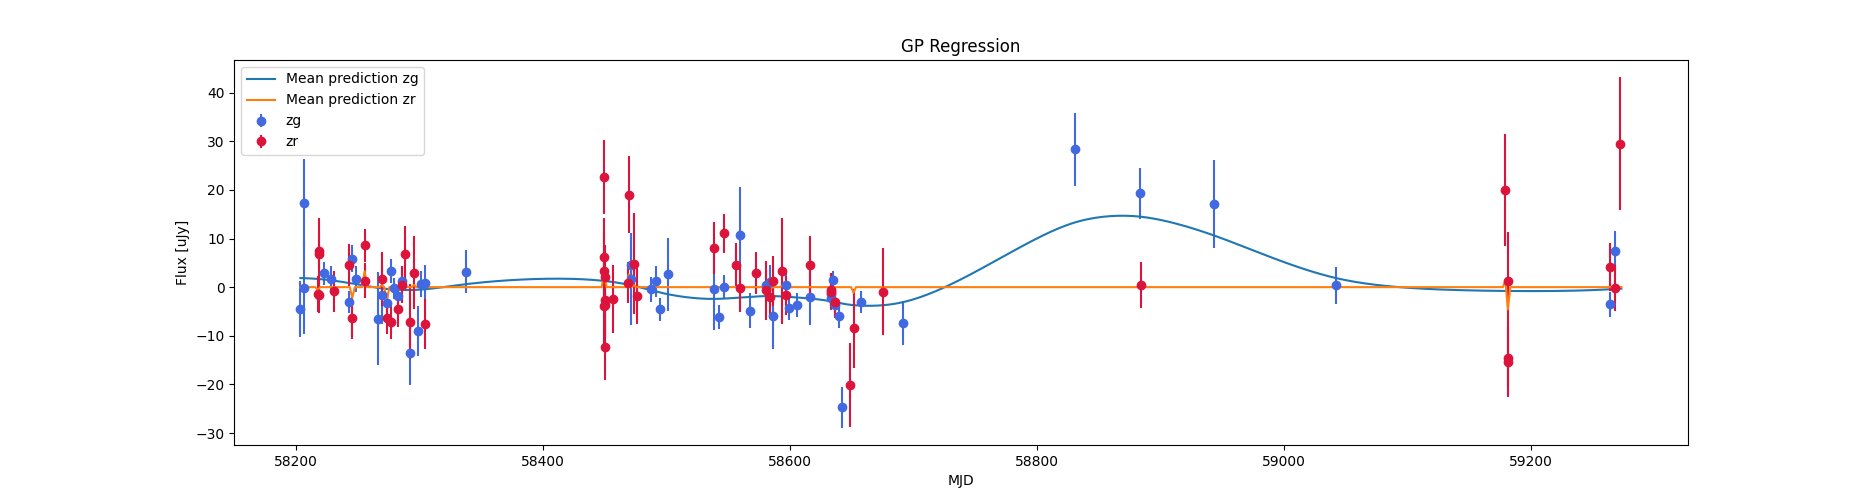 GP Regression
Mean prediction zg
Mean prediction zr
zg
zr
Flux [uJy]
40
30
20
10
0
−10
−20
−30
58200
58400
58600
58800
59000
59200
MJD